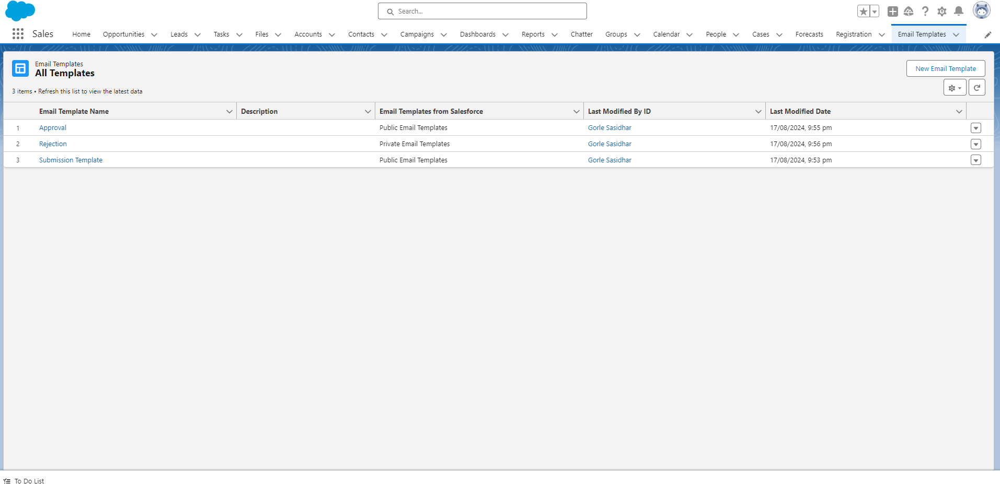 Search...
Sales
Home
Opportunities
Leads
Tasks
Files
Accounts
Contacts
Campaigns
Dashboards
Reports
Chatter
Groups
Calendar
People
Cases
Forecasts
Registration
Email Templates
Email Templates
All Templates
New Email Template
3 items • Refresh this list to view the latest data
Email Template Name Description Email Templates from Salesforce Last Modified By ID Last Modified Date
1 Approval Public Email Templates Gorle Sasidhar 17/08/2024, 9:55 pm
2 Rejection Private Email Templates Gorle Sasidhar 17/08/2024, 9:56 pm
3 Submission Template Public Email Templates Gorle Sasidhar 17/08/2024, 9:53 pm
To Do List